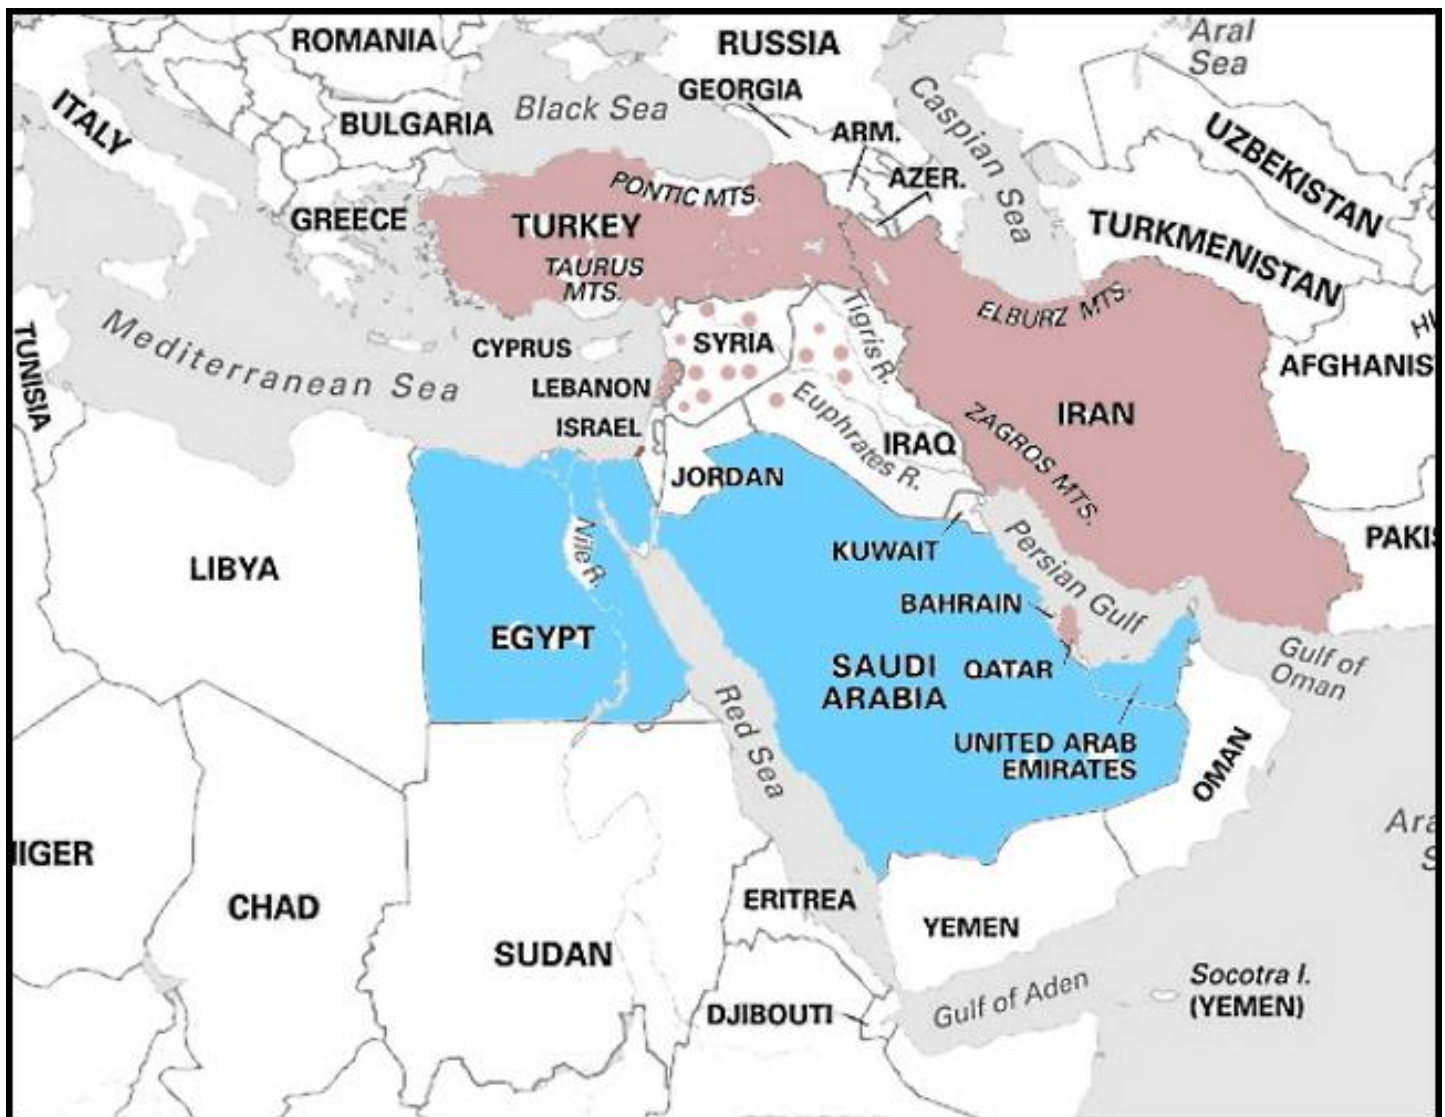 ROMANIA
RUSSIA
Aral
Sea
GEORGIA
ITALY
BULGARIA
Black Sea
Caspian Sea
ARM.
UZBEKISTAN
AZER.
PONTIC MTS.
GREECE
TURKEY
TURKMENISTAN
TAURUS
MTS.
ELBURZ MTS.
Tigris R.
TUNISIA
Mediterranean Sea
CYPRUS
SYRIA
AFGHANIS
LEBANON
Euphrates R.
IRAN
ISRAEL
IRAQ
ZAGROS MTS.
JORDAN
KUWAIT
PAKIS
LIBYA
Nile R.
Persian Gulf
BAHRAIN
EGYPT
SAUDI
ARABIA
QATAR
Gulf of
Oman
Red Sea
UNITED ARAB
EMIRATES
OMAN
Ara
S
NIGER
CHAD
ERITREA
YEMEN
SUDAN
Socotra I.
(YEMEN)
Gulf of Aden
DJIBOUTI